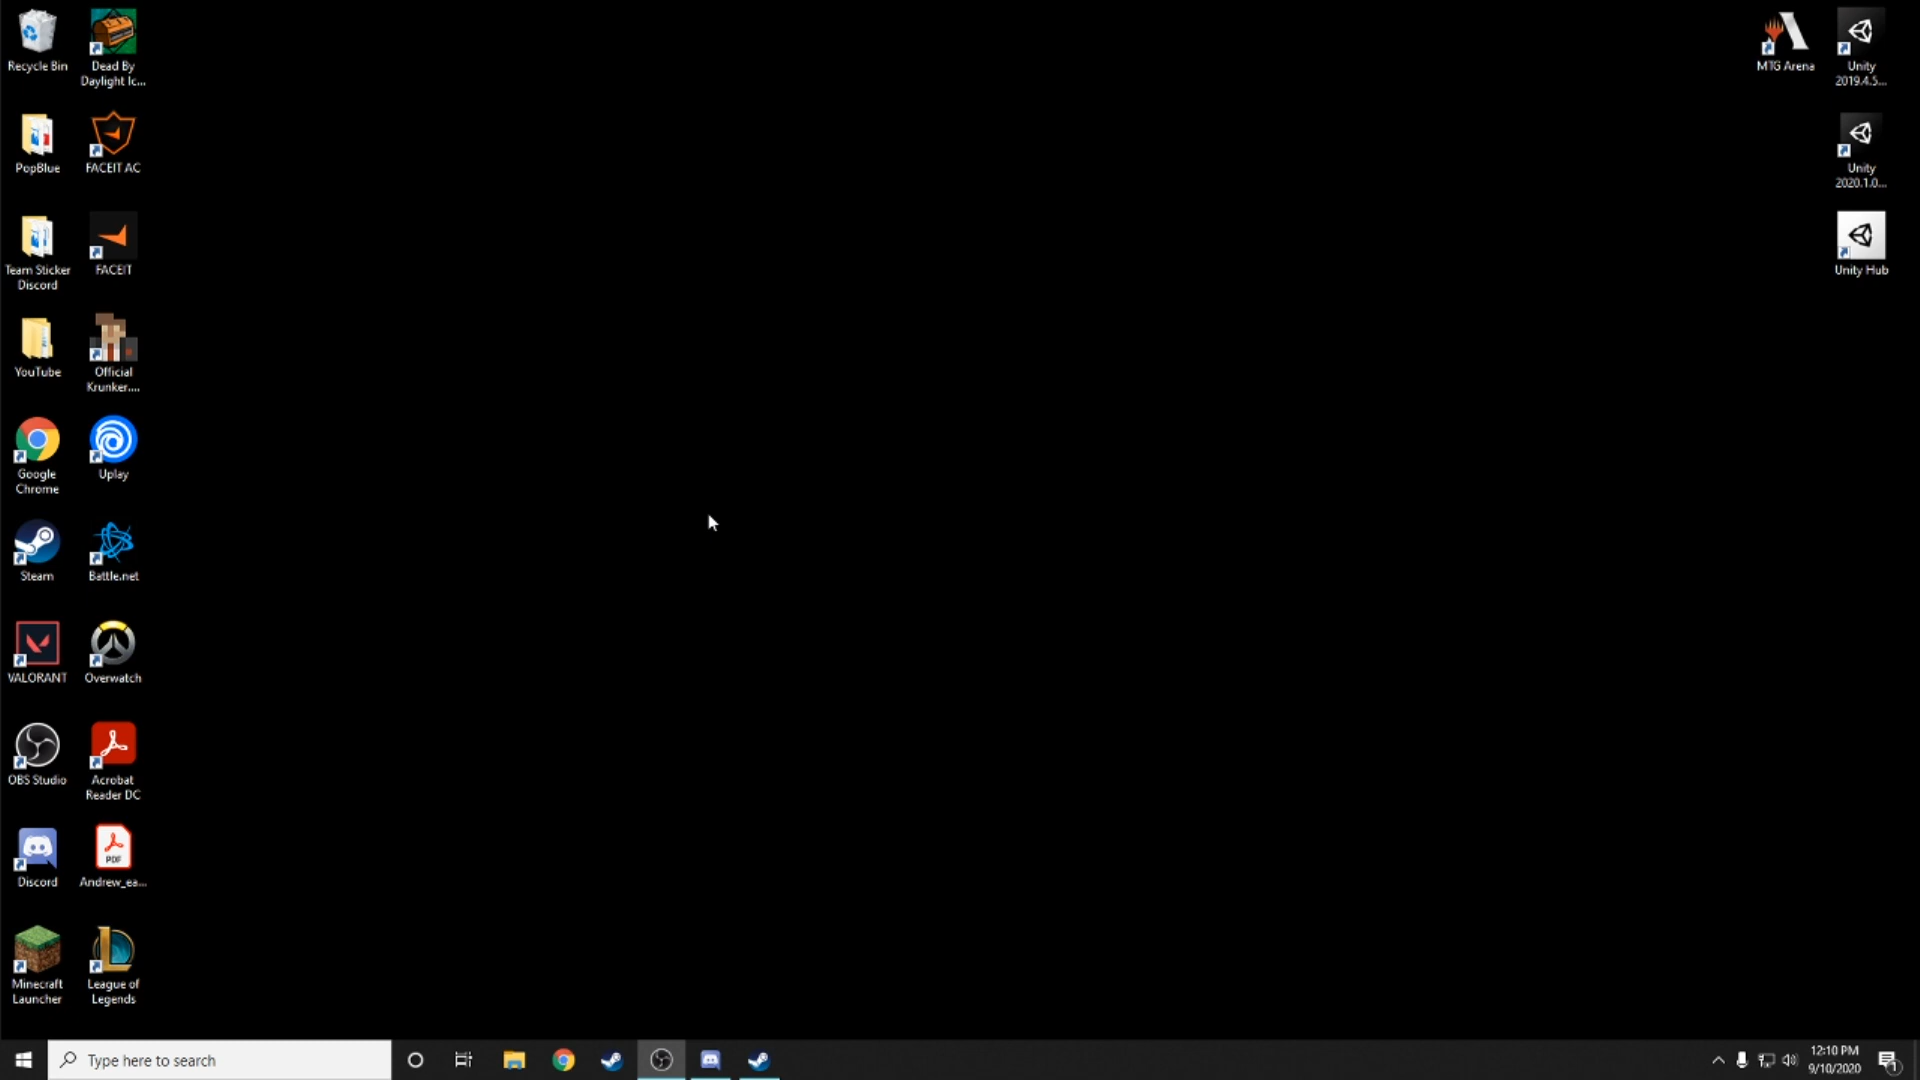 Recycle Bin
Dead By
Daylight Ic...
PopBlue
FACEIT AC
Team Sticker
Discord
FACEIT
YouTube
Official
Krunker....
Google
Chrome
Uplay
Steam
Battle.net
VALORANT
Overwatch
OBS Studio
Acrobat
Reader DC
PDF
Discord
Andrew_ea...
Minecraft
Launcher
League of
Legends
MTG Arena
Unity
2019.4.5...
Unity
2020.1.0...
Unity Hub
Type here to search
12:10 PM
9/10/2020
1